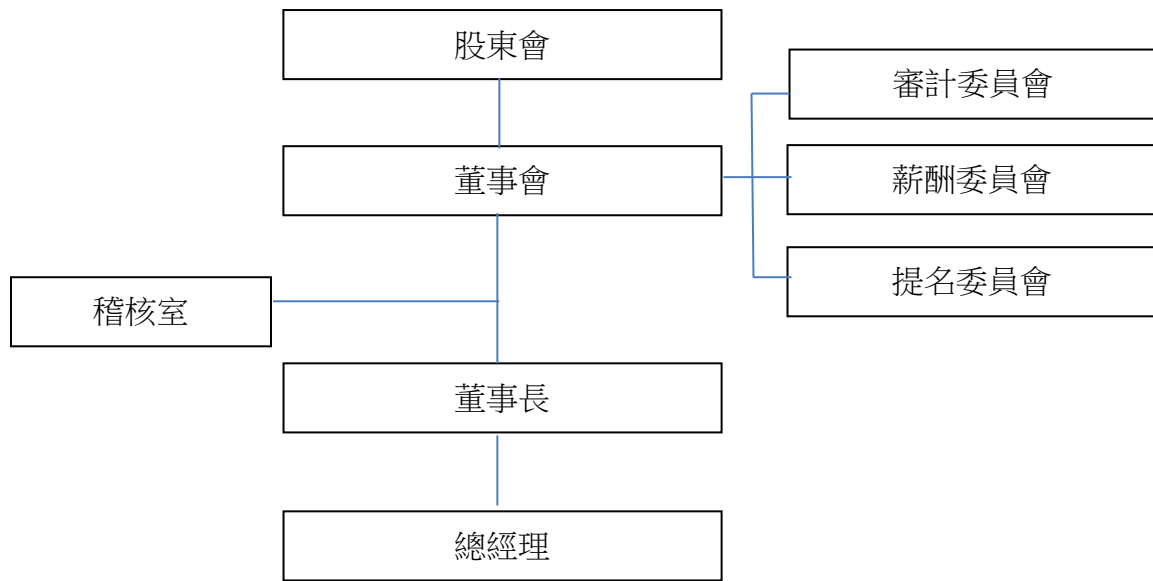 股東會
審計委員會
董事會
薪酬委員會
提名委員會
稽核室
董事長
總經理